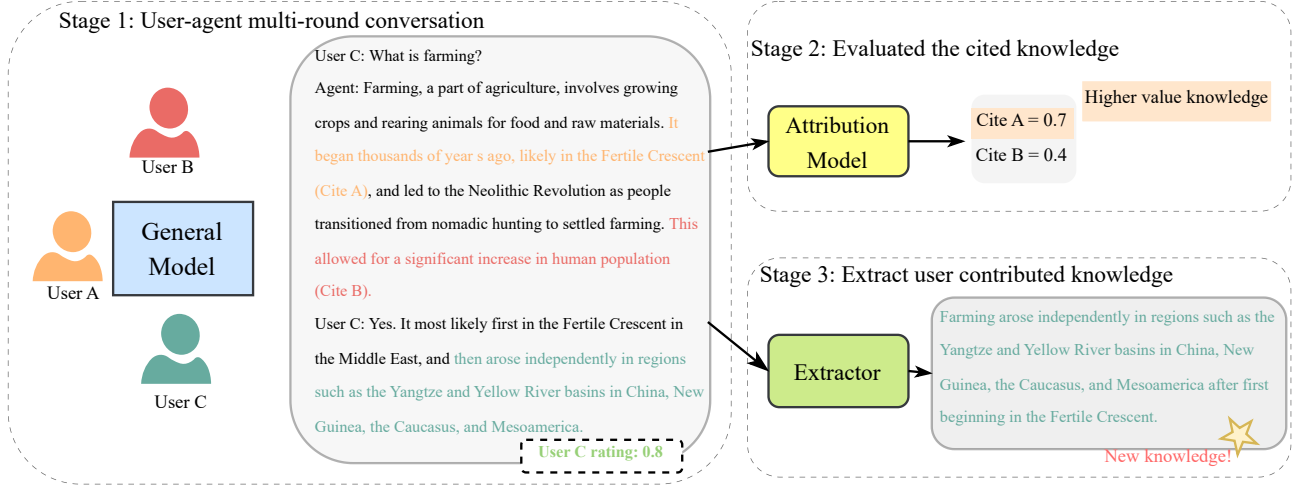 Stage 1: User-agent multi-round conversation
User B
User A
General
Model
User C
User C: What is farming?
Agent: Farming, a part of agriculture, involves growing
crops and rearing animals for food and raw materials. It
began thousands of year s ago, likely in the Fertile Crescent
(Cite A), and led to the Neolithic Revolution as people
transitioned from nomadic hunting to settled farming. This
allowed for a significant increase in human population
(Cite B).
User C: Yes. It most likely first in the Fertile Crescent in
the Middle East, and then arose independently in regions
such as the Yangtze and Yellow River basins in China, New
Guinea, the Caucasus, and Mesoamerica.
User C rating: 0.8
Stage 2: Evaluated the cited knowledge
Attribution
Model
Cite A = 0.7
Cite B = 0.4
Higher value knowledge
Stage 3: Extract user contributed knowledge
Extractor
Farming arose independently in regions such as the
Yangtze and Yellow River basins in China, New
Guinea, the Caucasus, and Mesoamerica after first
beginning in the Fertile Crescent.
New knowledge!